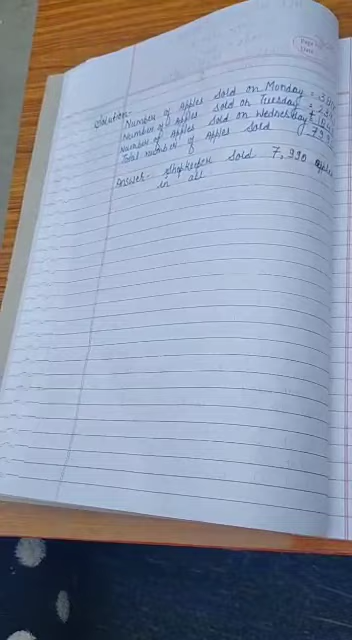 Solution:-
Number of Apples Sold on Monday =
Number of Apples Sold on Tuesday =
Number of Apples Sold on Wednesday =
Total number of Apples Sold
Answer:- Shopkeeper Sold 7,990 apples
in all